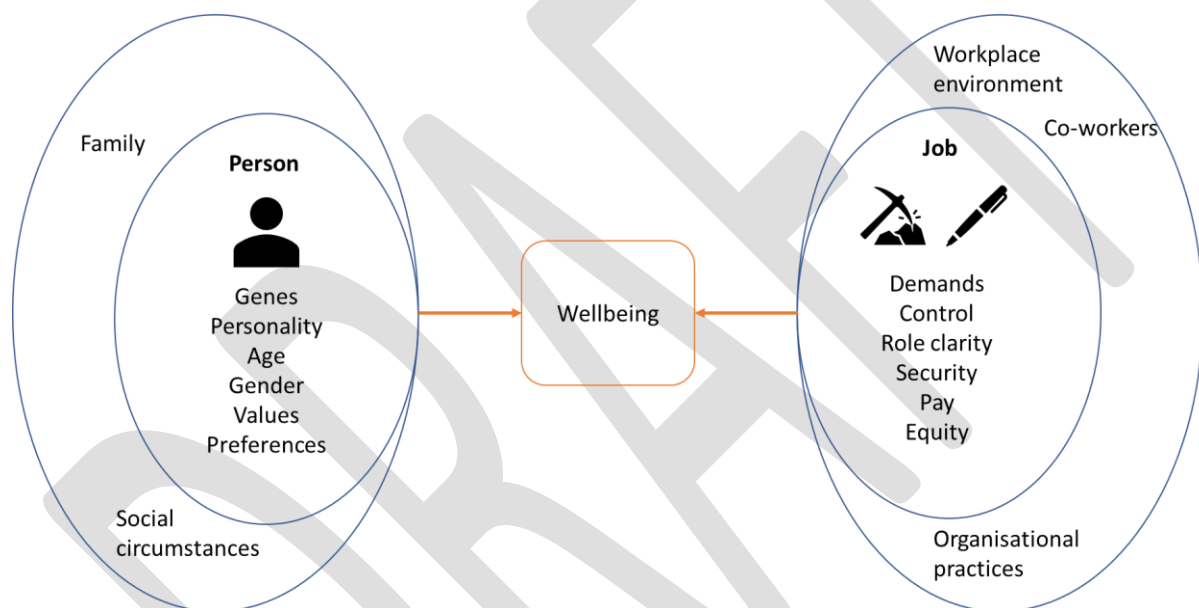 Family
Person
Genes
Personality
Age
Gender
Values
Preferences
Social
circumstances
Wellbeing
Workplace
environment
Co-workers
Job
Demands
Control
Role clarity
Security
Pay
Equity
Organisational
practices
DRAFT